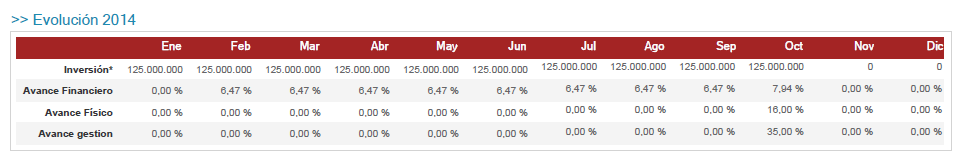 >> Evolución 2014
Ene Feb Mar Abr May Jun Jul Ago Sep Oct Nov Dic
Inversión* 125.000.000 125.000.000 125.000.000 125.000.000 125.000.000 125.000.000 125.000.000 125.000.000 125.000.000 125.000.000 0 0
Avance Financiero 0,00 % 6,47 % 6,47 % 6,47 % 6,47 % 6,47 % 6,47 % 6,47 % 6,47 % 7,94 % 0,00 % 0,00 %
Avance Físico 0,00 % 0,00 % 0,00 % 0,00 % 0,00 % 0,00 % 0,00 % 0,00 % 0,00 % 16,00 % 0,00 % 0,00 %
Avance gestion 0,00 % 0,00 % 0,00 % 0,00 % 0,00 % 0,00 % 0,00 % 0,00 % 0,00 % 35,00 % 0,00 % 0,00 %